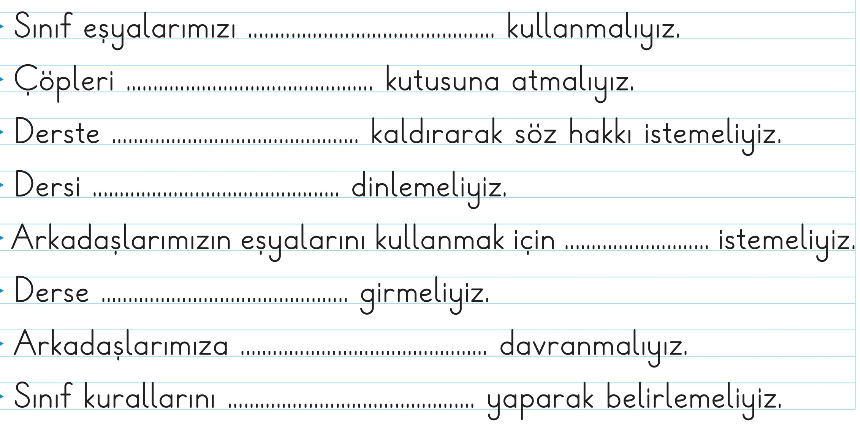 Sınıf eşyalarımızı ................................................ kullanmalıyız.
Çöpleri ................................................ kutusuna atmalıyız.
Derste ................................................ kaldırarak söz hakkı istemeliyiz.
Dersi ................................................ dinlemeliyiz.
Arkadaşlarımızın eşyalarını kullanmak için ............................ istemeliyiz.
Derse ................................................ girmeliyiz.
Arkadaşlarımıza ................................................ davranmalıyız.
Sınıf kurallarını ................................................ yaparak belirlemeliyiz.